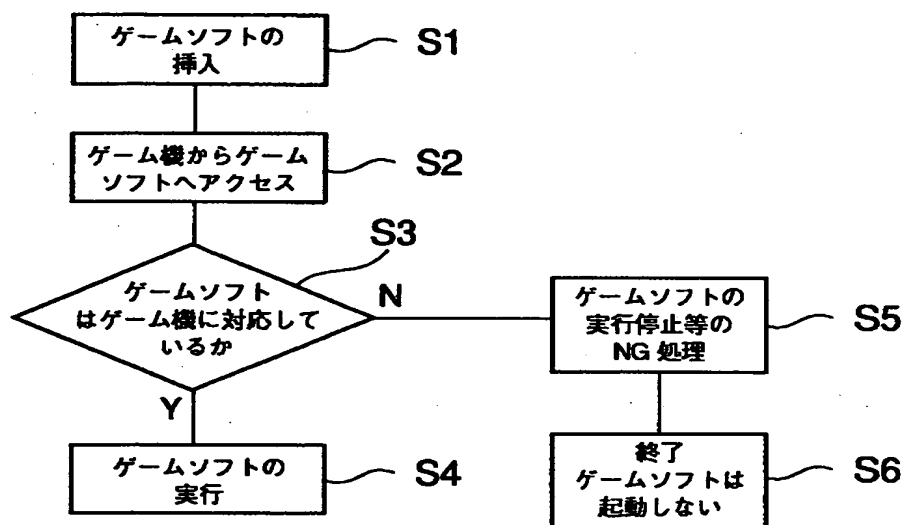 ゲームソフトの
挿入
S1
ゲーム機からゲーム
ソフトへアクセス
S2
S3
ゲームソフト
はゲーム機に対応して
いるか
N
Y
ゲームソフトの
実行
S4
ゲームソフトの
実行停止等の
NG 処理
S5
終了
ゲームソフトは
起動しない
S6